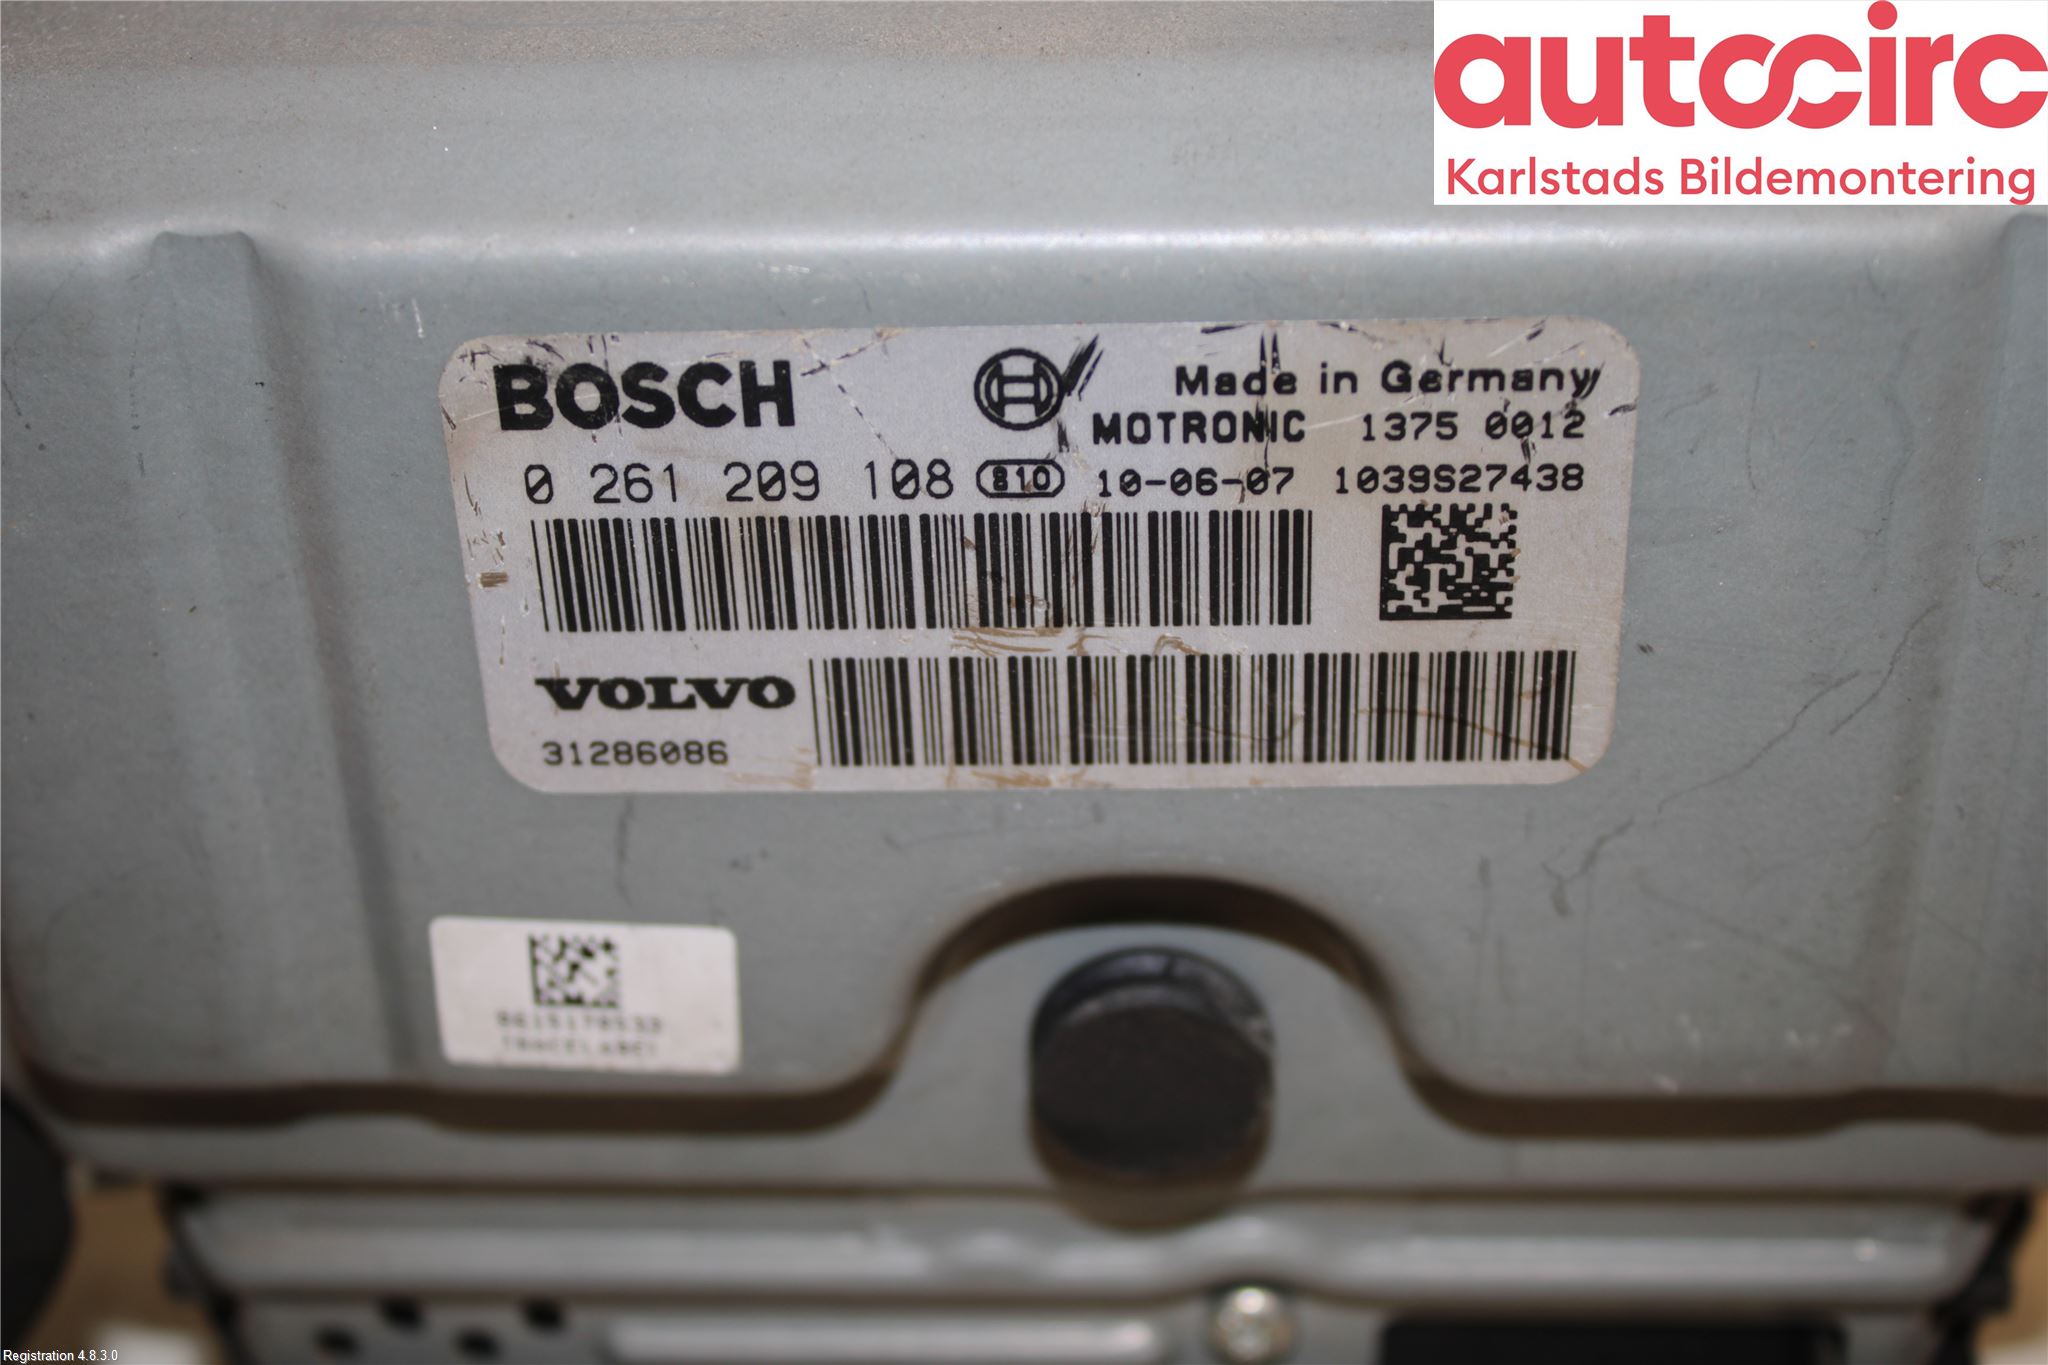 autocirc
Karlstads Bildemontering
BOSCH
Made in Germany
MOTRONIC 1375 0012
0 261 209 108 810 10-06-07 1039S27438
VOLVO
31286086
Registration 4.8.3.0